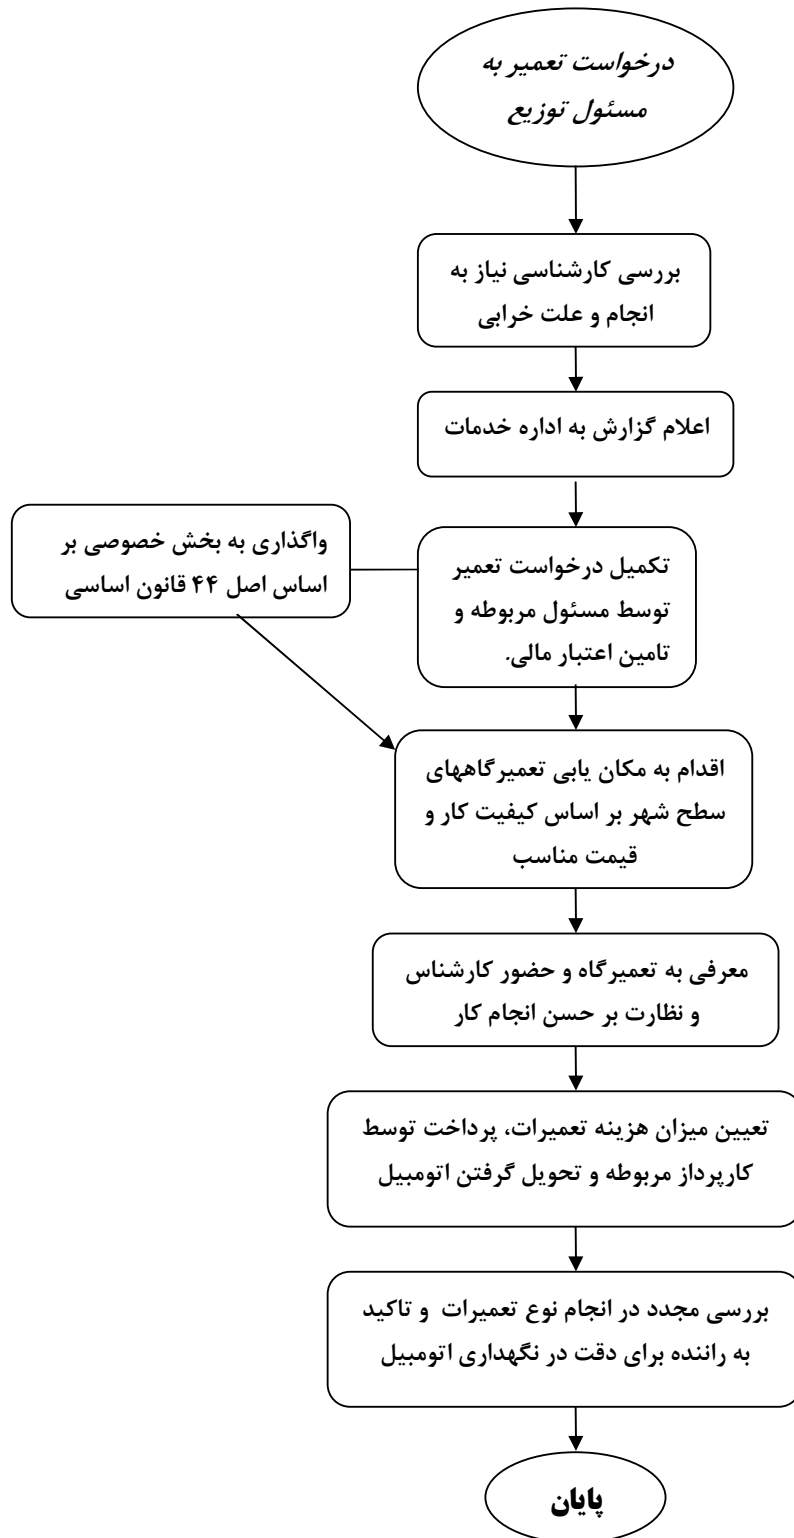 درخواست تعمیر به
مسئول توزیع
بررسی کارشناسی نیاز به
انجام و علت خرابی
اعلام گزارش به اداره خدمات
واگذاری به بخش خصوصی بر
اساس اصل ۴۴ قانون اساسی
تکمیل درخواست تعمیر
توسط مسئول مربوطه و
تامین اعتبار مالی.
اقدام به مکان یابی تعمیرگاههای
سطح شهر بر اساس کیفیت کار و
قیمت مناسب
معرفی به تعمیرگاه و حضور کارشناس
و نظارت بر حسن انجام کار
تعیین میزان هزینه تعمیرات، پرداخت توسط
کارپرداز مربوطه و تحویل گرفتن اتومبیل
بررسی مجدد در انجام نوع تعمیرات و تاکید
به راننده برای دقت در نگهداری اتومبیل
پایان